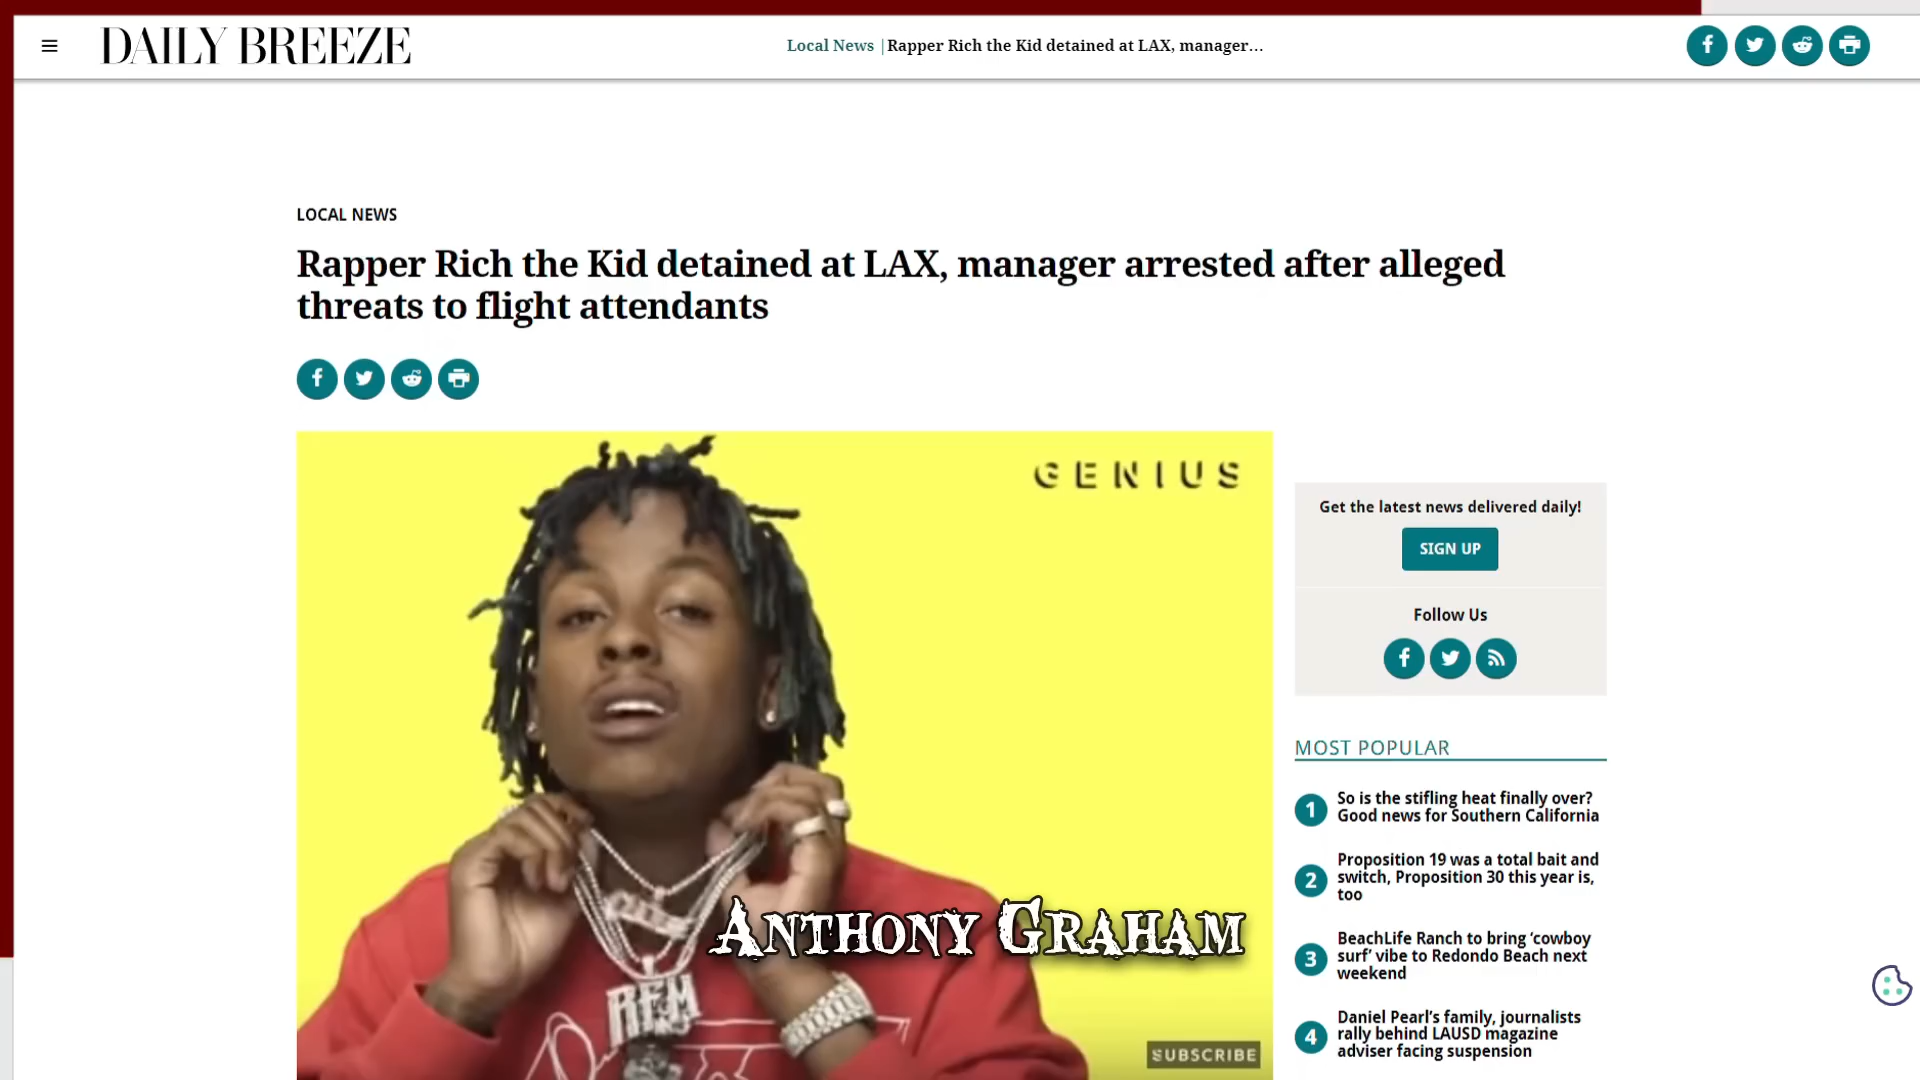 DAILY BREEZE
Local News | Rapper Rich the Kid detained at LAX, manager...
LOCAL NEWS
Rapper Rich the Kid detained at LAX, manager arrested after alleged
threats to flight attendants
GENIUS
RFM
ANTHONY GRAHAM
SUBSCRIBE
Get the latest news delivered daily!
SIGN UP
Follow Us
MOST POPULAR
1 So is the stifling heat finally over?
Good news for Southern California
2 Proposition 19 was a total bait and
switch, Proposition 30 this year is,
too
3 BeachLife Ranch to bring ‘cowboy
surf’ vibe to Redondo Beach next
weekend
4 Daniel Pearl’s family, journalists
rally behind LAUSD magazine
adviser facing suspension